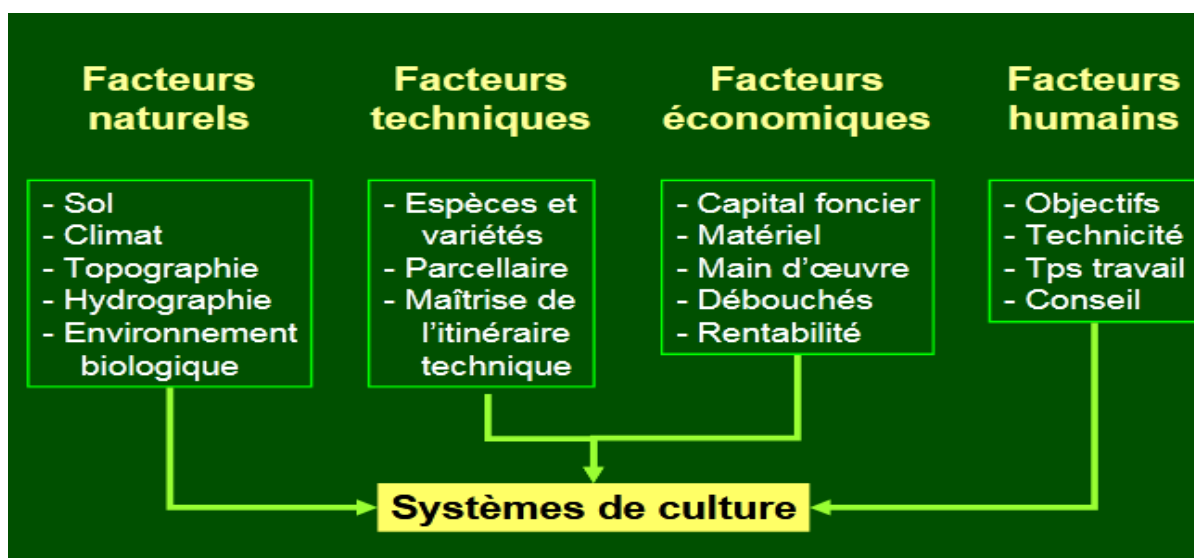 Facteurs
naturels
Facteurs
techniques
Facteurs
économiques
Facteurs
humains
- Sol
- Climat
- Topographie
- Hydrographie
- Environnement
biologique
- Espèces et
variétés
- Parcellaire
- Maîtrise de
l'itinéraire
technique
- Capital foncier
- Matériel
- Main d'œuvre
- Débouchés
- Rentabilité
- Objectifs
- Technicité
- Tps travail
- Conseil
Systèmes de culture